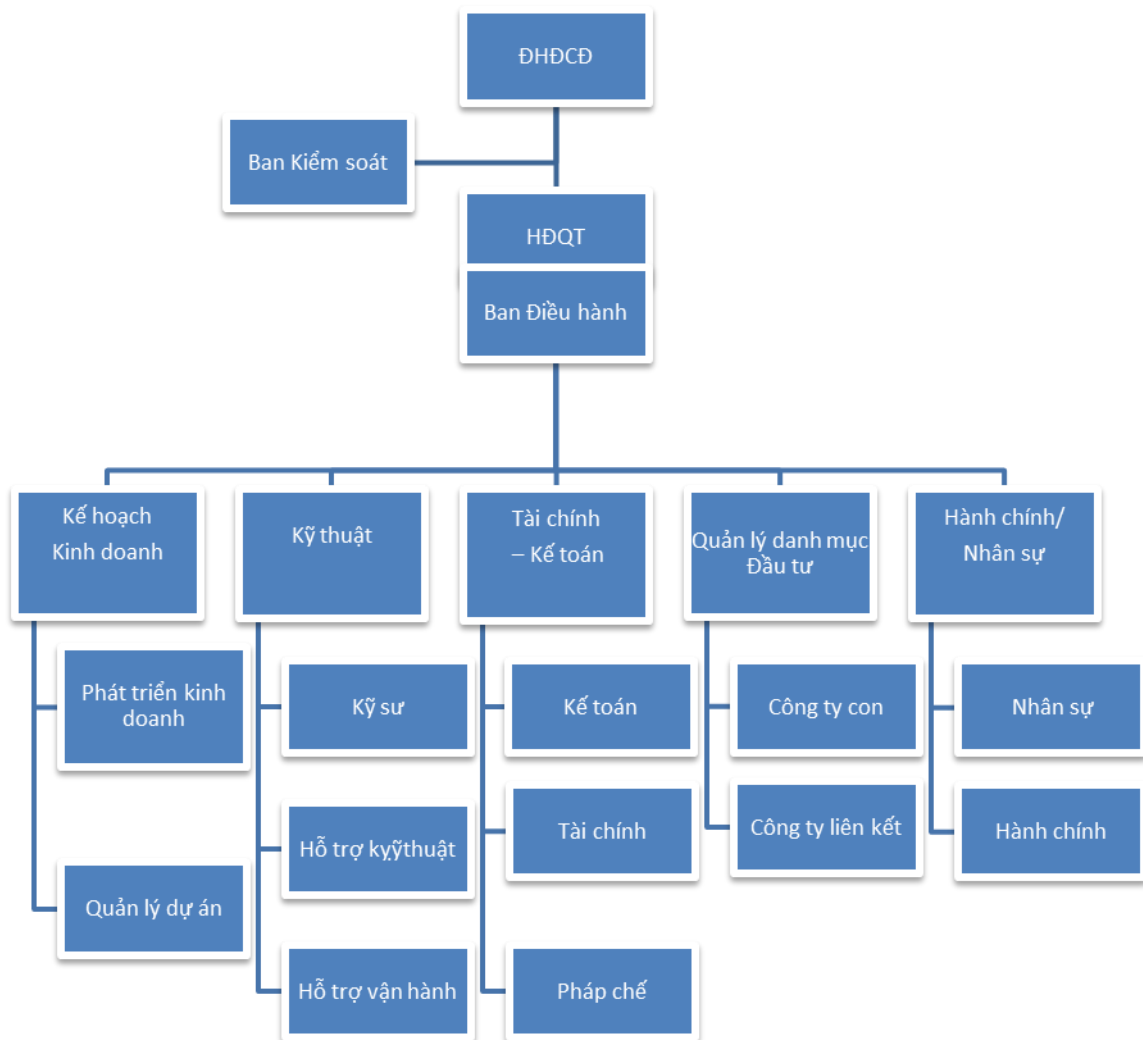 ĐHĐCĐ
Ban Kiểm soát
HĐQT
Ban Điều hành
Kế hoạch
Kinh doanh
Kỹ thuật
Tài chính
– Kế toán
Quản lý danh mục
Đầu tư
Hành chính/
Nhân sự
Phát triển kinh
doanh
Kỹ sư
Kế toán
Công ty con
Nhân sự
Hỗ trợ kỵỹthuật
Tài chính
Công ty liên kết
Hành chính
Quản lý dự án
Hỗ trợ vận hành
Pháp chế